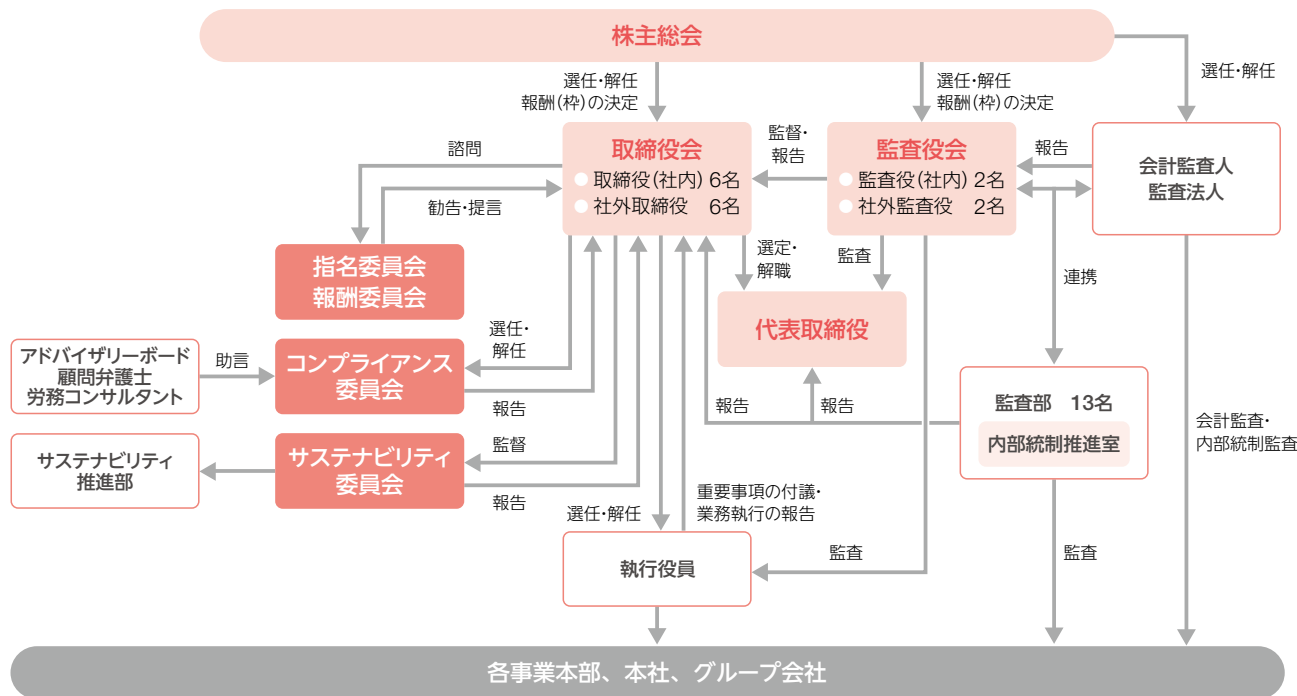 株主総会
選任・解任
報酬(枠)の決定
選任・解任
報酬(枠)の決定
選任・解任
取締役会
取締役(社内) 6名
社外取締役 6名
監督・
報告
監査役会
監査役(社内) 2名
社外監査役 2名
報告
会計監査人
監査法人
諮問
勧告・提言
指名委員会
報酬委員会
選定・
解職
監査
連携
代表取締役
アドバイザリーボード
顧問弁護士
労務コンサルタント
助言
コンプライアンス
委員会
選任・
解任
報告
報告
報告
監査部 13名
内部統制推進室
会計監査・
内部統制監査
サステナビリティ
推進部
サステナビリティ
委員会
監督
報告
選任・解任
重要事項の付議・
業務執行の報告
執行役員
監査
監査
各事業本部、本社、グループ会社